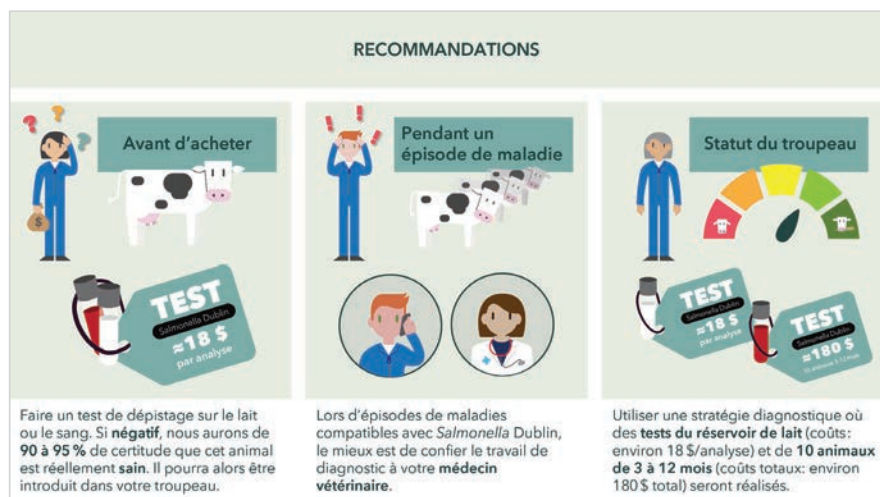 RECOMMANDATIONS
Avant d'acheter
$
TEST
Salmonella Dublin
≈18 $
par analyse
Faire un test de dépistage sur le lait
ou le sang. Si négatif, nous aurons de
90 à 95 % de certitude que cet animal
est réellement sain. Il pourra alors être
introduit dans votre troupeau.
Pendant un
épisode de maladie
Lors d'épisodes de maladies
compatibles avec Salmonella Dublin,
le mieux est de confier le travail de
diagnostic à votre médecin
vétérinaire.
Statut du troupeau
TEST
Salmonella Dublin
≈18 $
par analyse
TEST
Salmonella Dublin
≈180 $
10 animaux 3-12 mois
Utiliser une stratégie diagnostique où
des tests du réservoir de lait (coûts :
environ 18 $/analyse) et de 10 animaux
de 3 à 12 mois (coûts totaux: environ
180 $ total) seront réalisés.